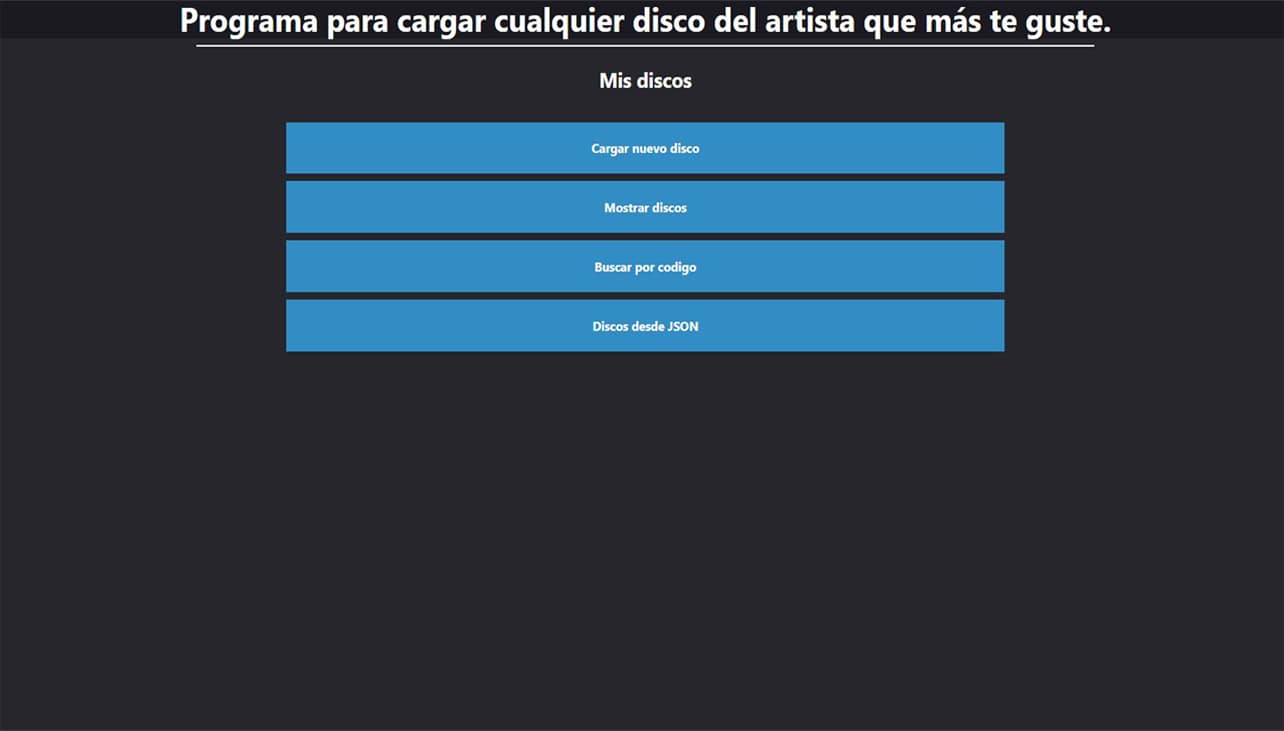 Programa para cargar cualquier disco del artista que más te guste.
Mis discos
Cargar nuevo disco
Mostrar discos
Buscar por codigo
Discos desde JSON